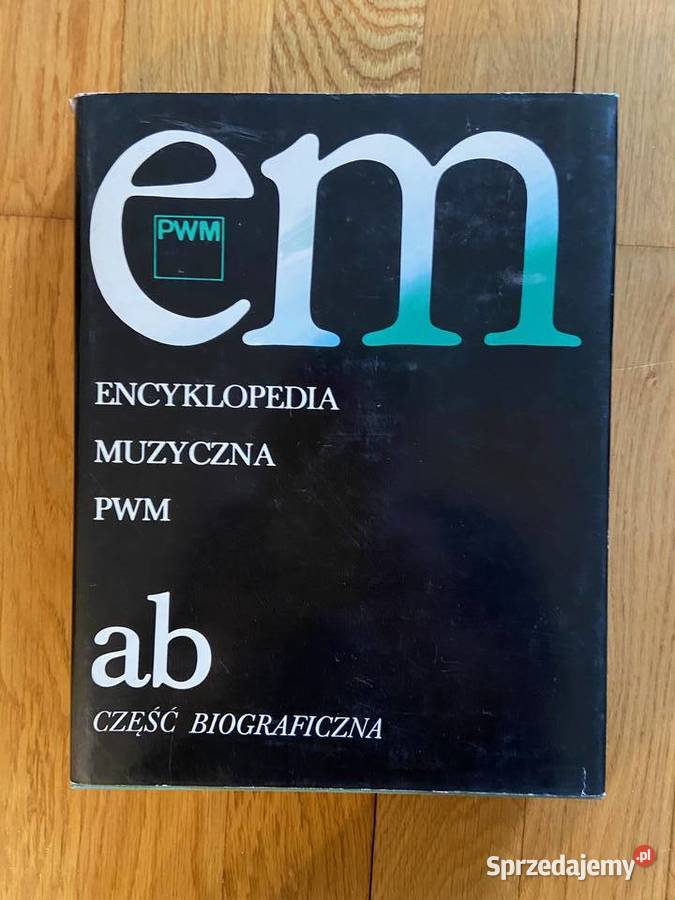 em
PWM
ENCYKLOPEDIA
MUZYCZNA
PWM
ab
CZĘŚĆ BIOGRAFICZNA
Sprzedajemy.pl